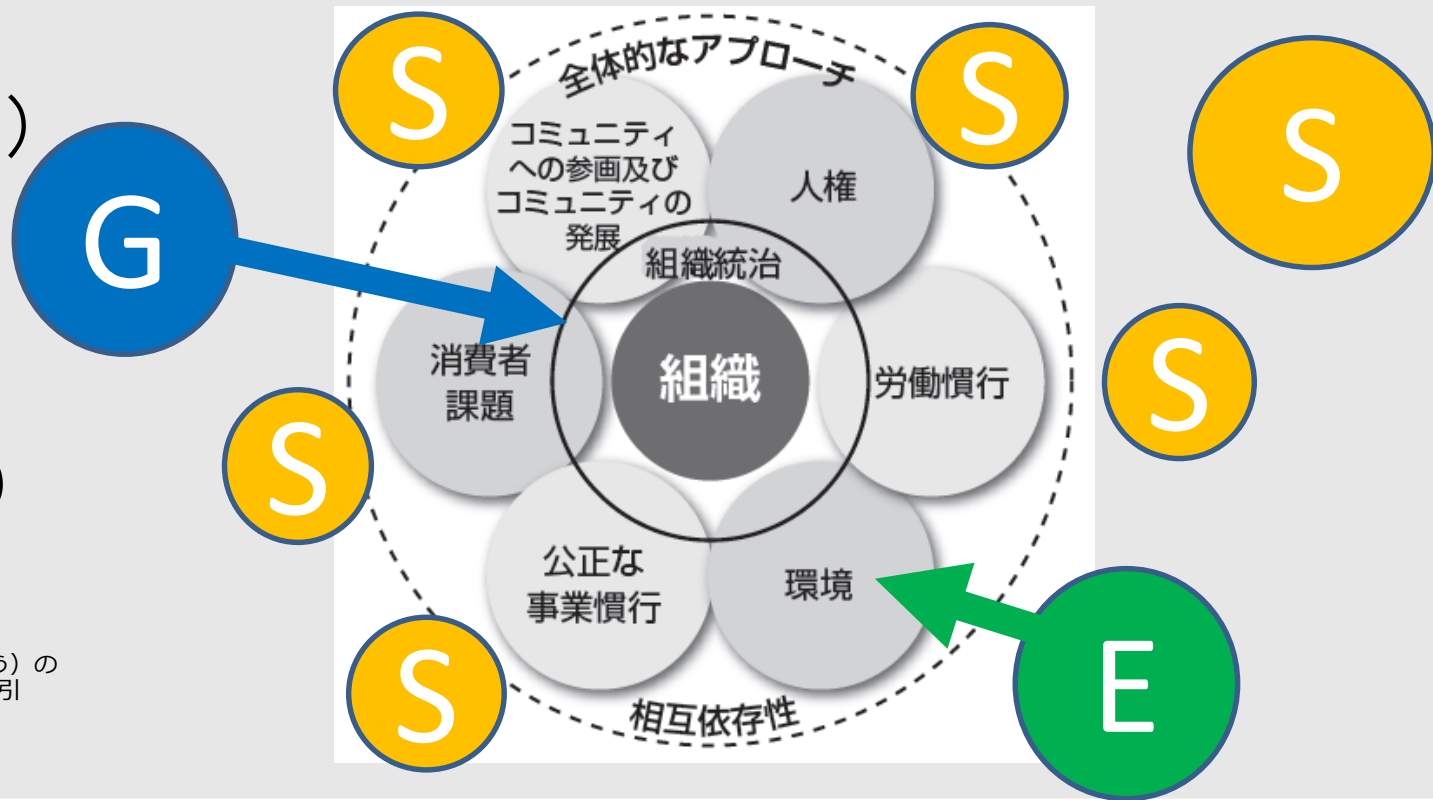 S
S
S
)
G
全体的なアプローチ
コミュニティ
への参画及び
コミュニティの
発展
人権
組織統治
消費者
課題
組織
労働慣行
S
S
)
公正な
事業慣行
環境
う）の
引
S
相互依存性
E